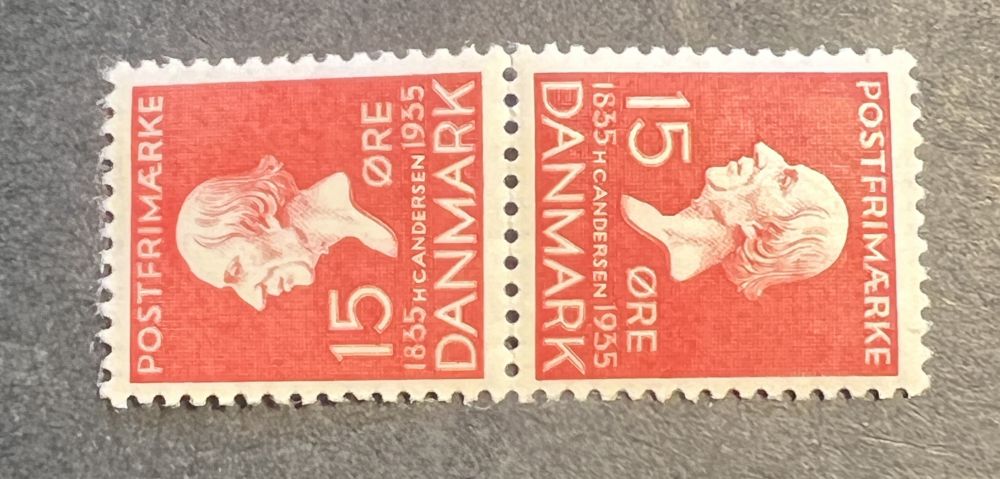 POSTFRIMÆRKE
15 ØRE
1835 H C ANDERSEN 1935
DANMARK
POSTFRIMÆRKE
15 ØRE
1835 H C ANDERSEN 1935
DANMARK